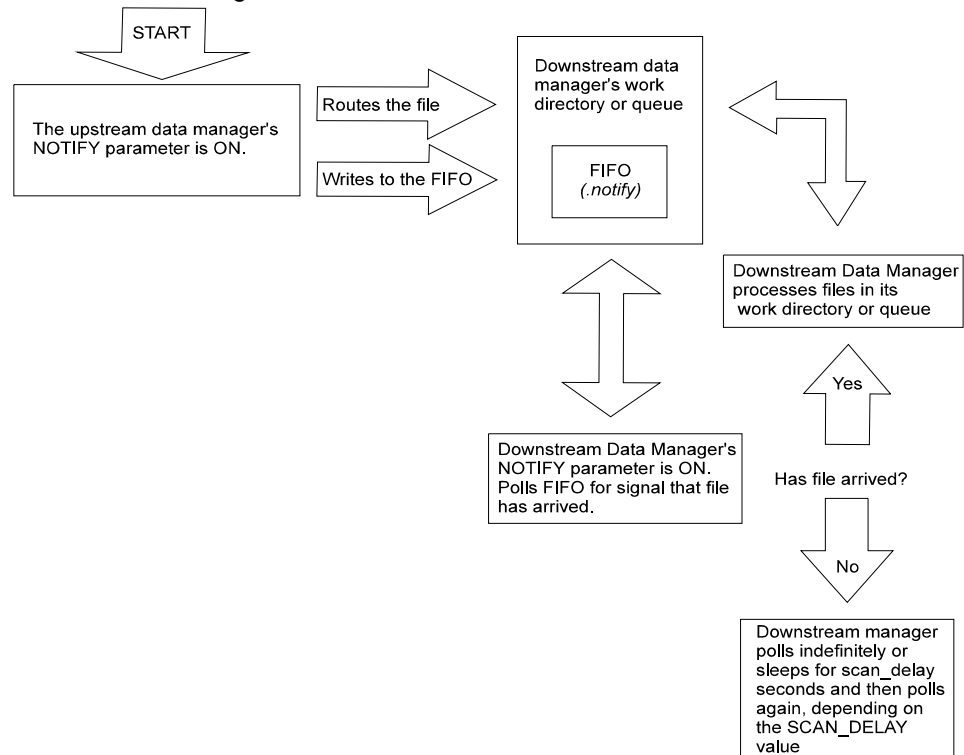 START
The upstream data manager's
NOTIFY parameter is ON.
Routes the file
Writes to the FIFO
Downstream data
manager's work
directory or queue
FIFO
(.notify)
Downstream Data Manager
processes files in its
work directory or queue
Yes
Downstream Data Manager's
NOTIFY parameter is ON.
Polls FIFO for signal that file
has arrived.
Has file arrived?
No
Downstream manager
polls indefinitely or
sleeps for scan_delay
seconds and then polls
again, depending on
the SCAN_DELAY
value